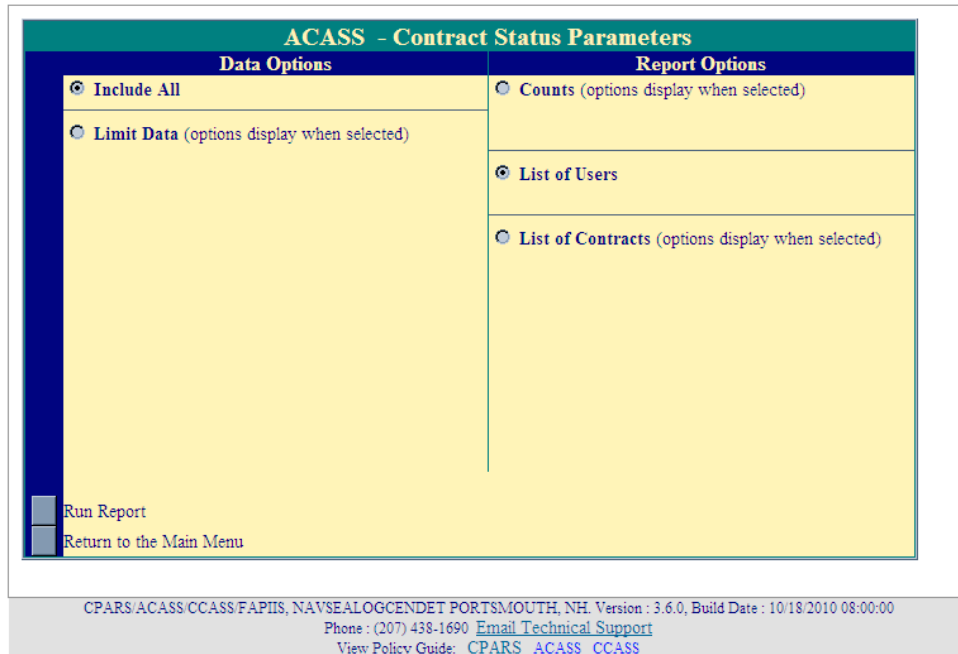 ACASS - Contract Status Parameters
Data Options
Report Options
Include All
Limit Data (options display when selected)
Counts (options display when selected)
List of Users
List of Contracts (options display when selected)
Run Report
Return to the Main Menu
CPARS/ACASS/CCASS/FAPIIS, NAVSEALOGCENDET PORTSMOUTH, NH. Version : 3.6.0, Build Date : 10/18/2010 08:00:00
Phone : (207) 438-1690 Email Technical Support
View Policy Guide: CPARS ACASS CCASS